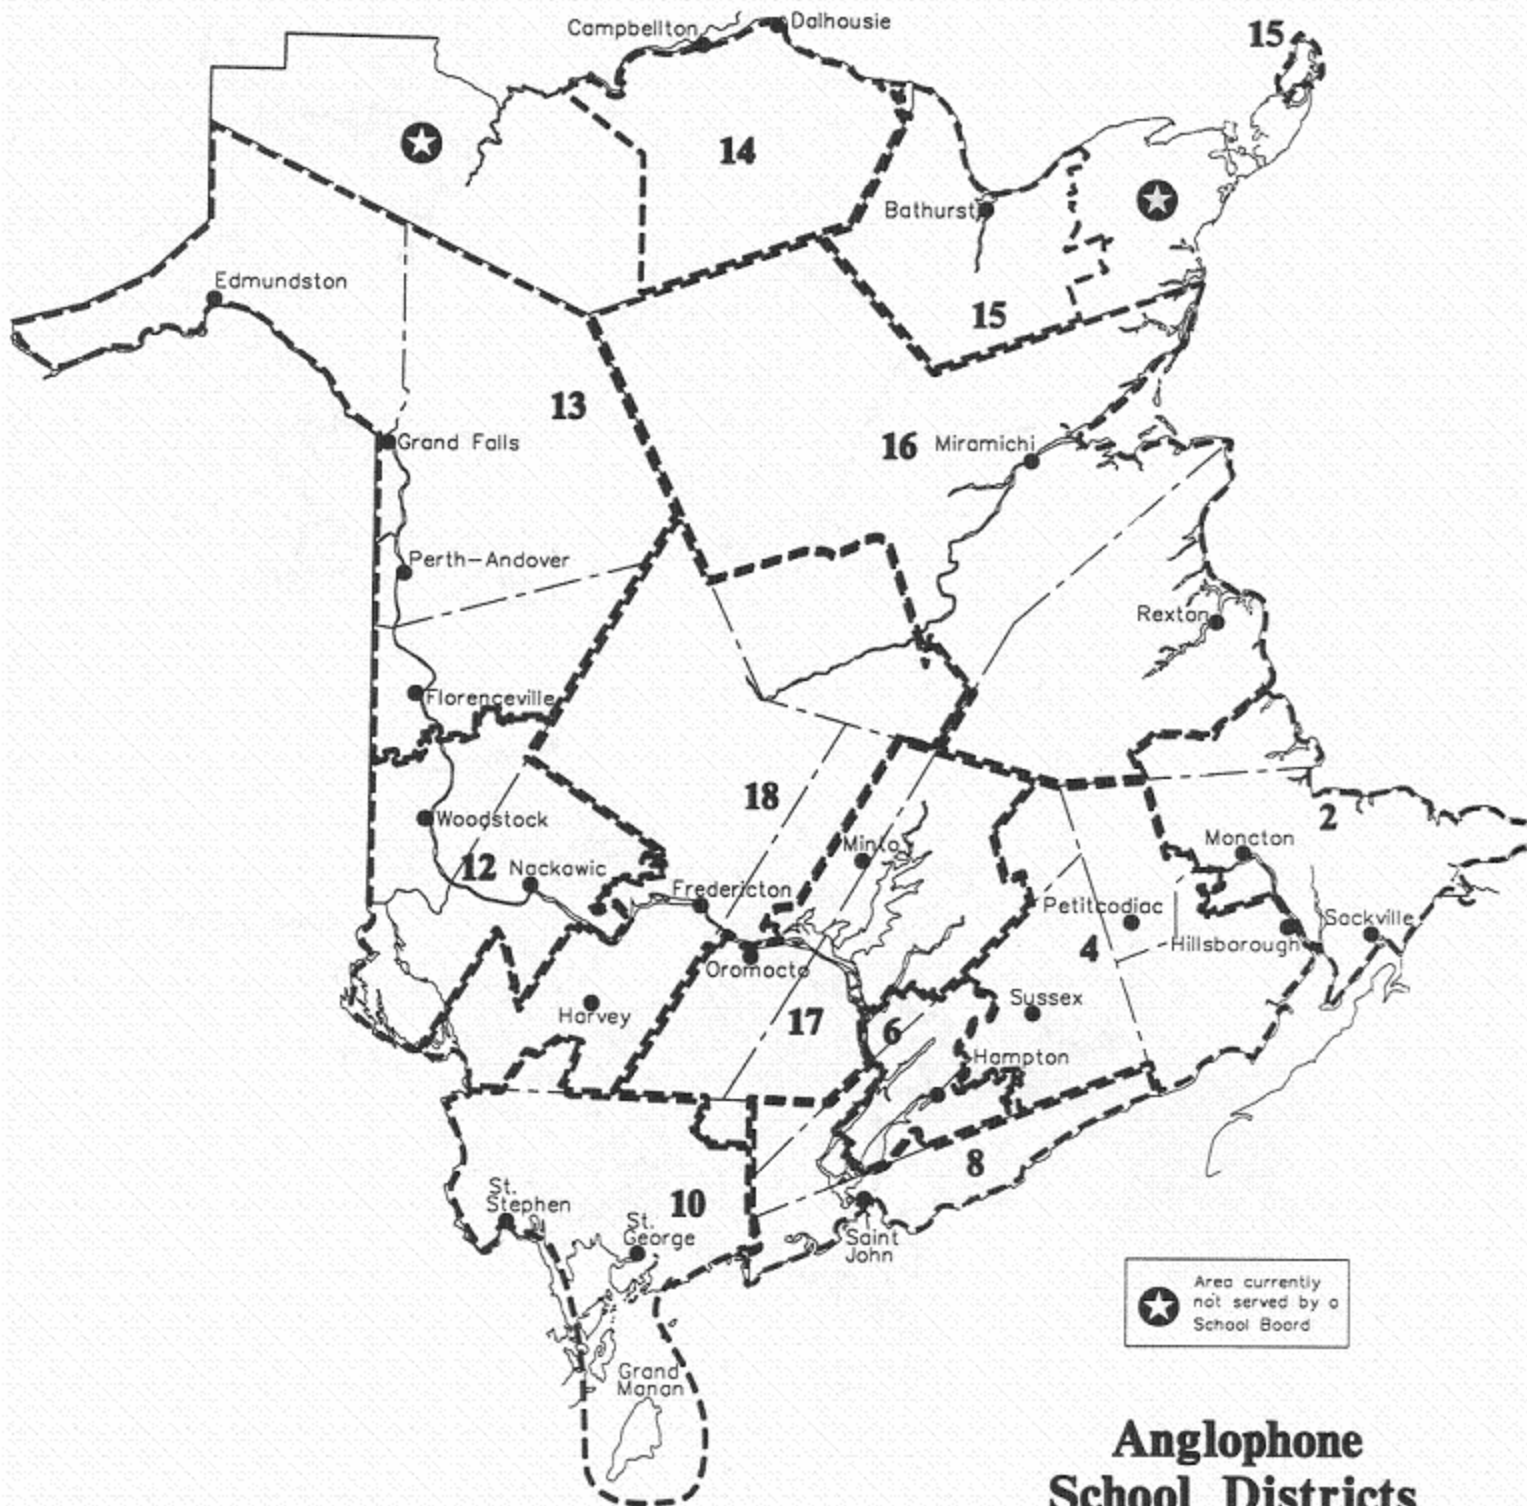 Campbellton
Dalhousie
15
14
Bathurst
Edmundston
15
13
Grand Falls
16
Miramichi
Perth-Andover
Rexton
Florenceville
18
2
Woodstock
Minto
Moncton
12
Nackawic
Fredericton
Petitcodiac
Sackville
4
Hillsborough
Oromocto
Sussex
Harvey
17
6
Hampton
8
St.
Stephen
10
St.
George
Saint
John
Area currently
not served by a
School Board
Grand
Manan
Anglophone
School Districts